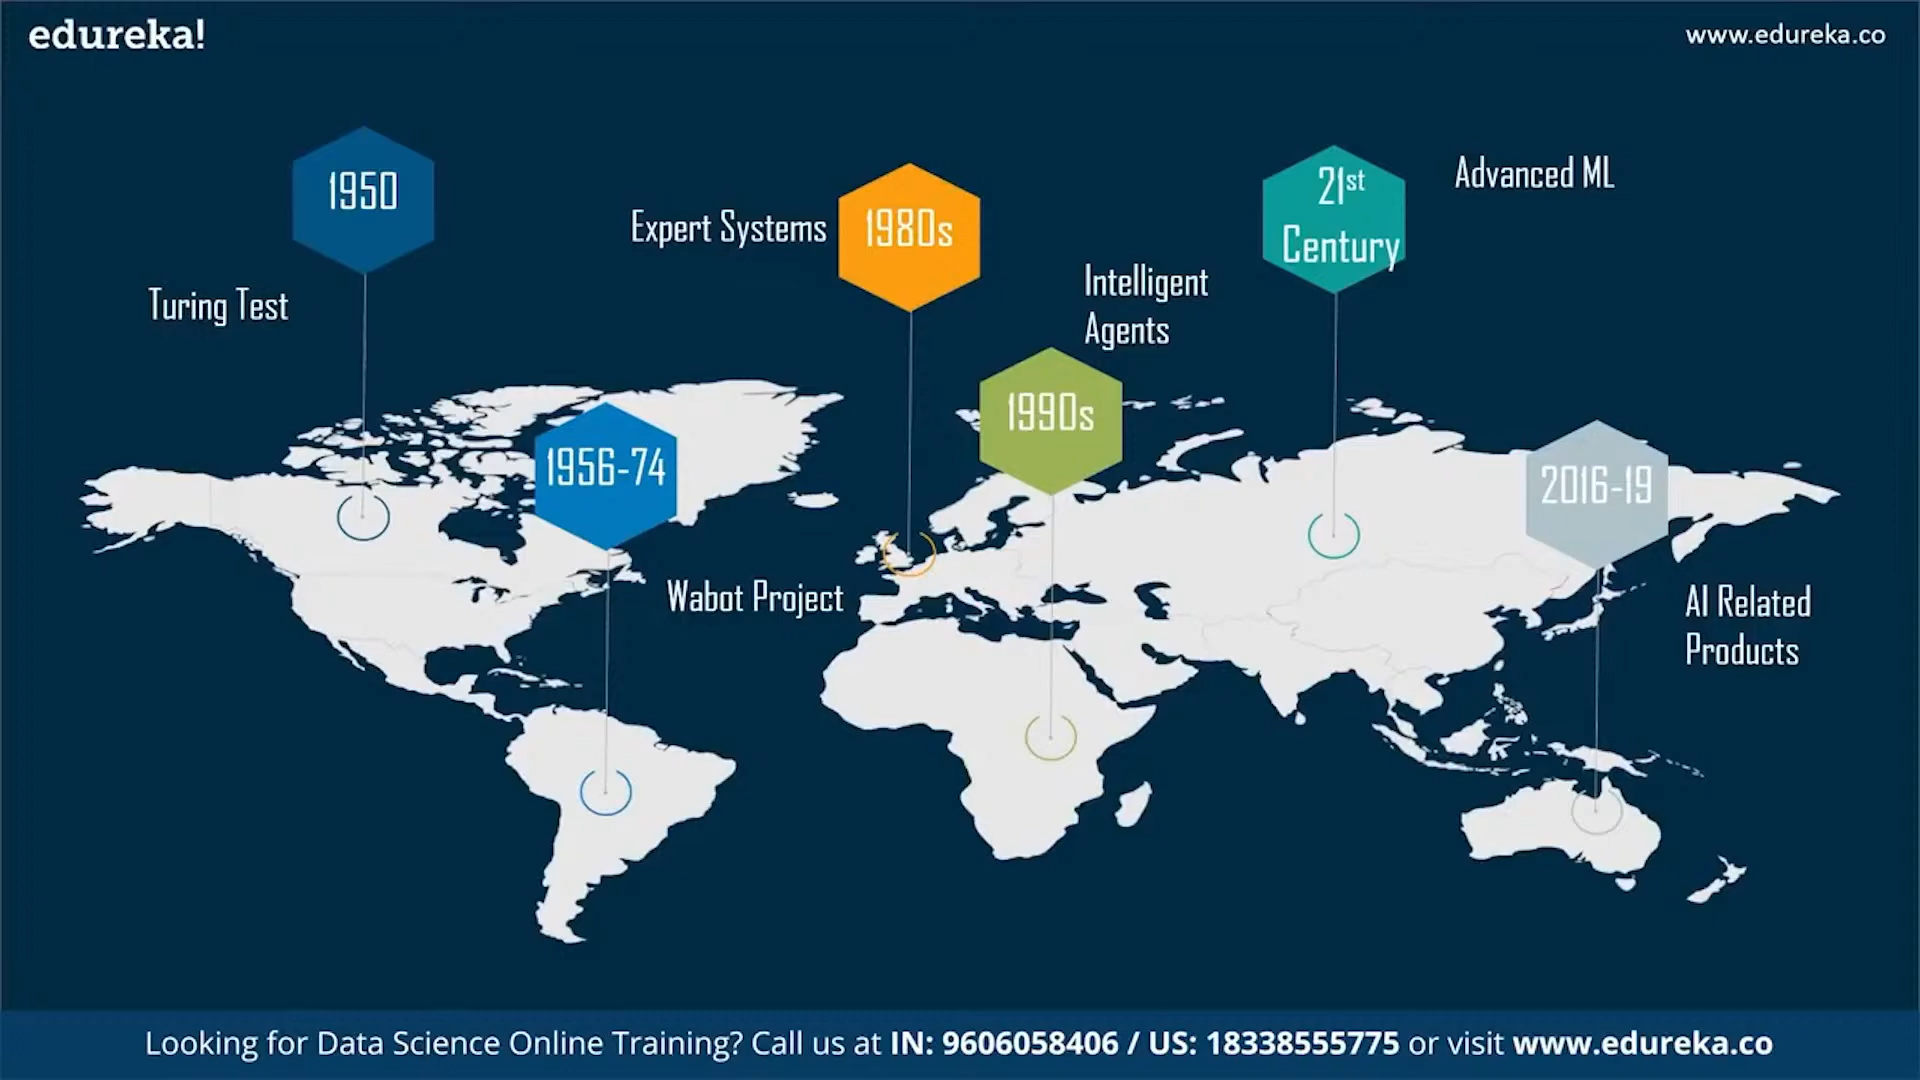 edureka!
www.edureka.co
1950
Turing Test
1956-74
Wabot Project
Expert Systems
1980s
Intelligent
Agents
1990s
21st
Century
Advanced ML
2016-19
AI Related
Products
Looking for Data Science Online Training? Call us at IN: 9606058406 / US: 18338555775 or visit www.edureka.co